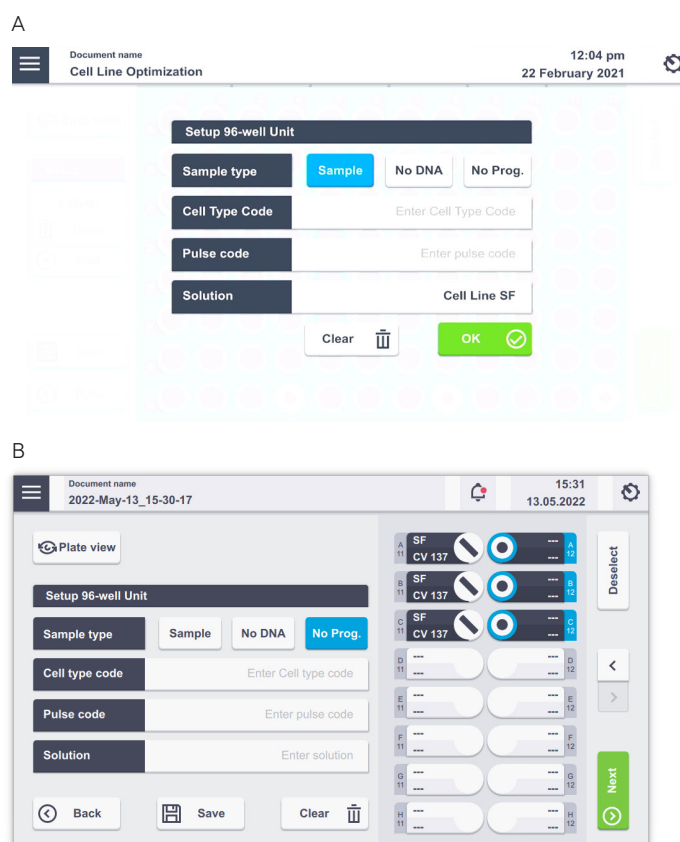 A
Document name
Cell Line Optimization
12:04 pm
22 February 2021
Setup 96-well Unit
Sample type Sample No DNA No Prog.
Cell Type Code Enter Cell Type Code
Pulse code Enter pulse code
Solution Cell Line SF
Clear OK
B
Document name
2022-May-13_15-30-17
15:31
13.05.2022
Plate view
Setup 96-well Unit
Sample type Sample No DNA No Prog.
Cell type code Enter Cell type code
Pulse code Enter pulse code
Solution Enter solution
Back Save Clear
A 11 SF CV 137 --- --- A 12
B 11 SF CV 137 --- --- B 12
C 11 SF CV 137 --- --- C 12
D 11 --- --- --- --- D 12
E 11 --- --- --- --- E 12
F 11 --- --- --- --- F 12
G 11 --- --- --- --- G 12
H 11 --- --- --- --- H 12
Deselect
Next